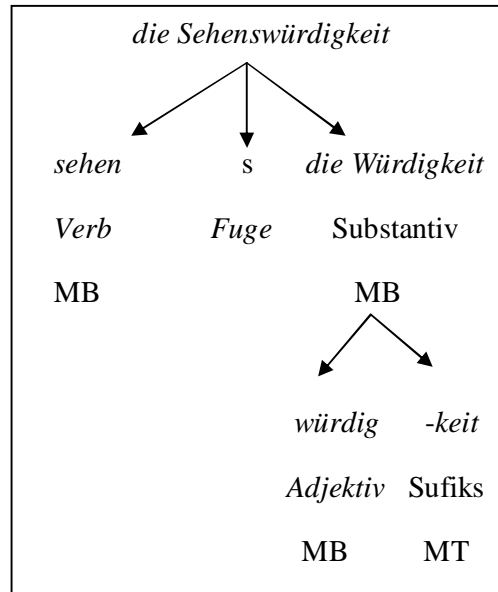 die Sehenswürdigkeit
sehen s die Würdigkeit
Verb Fuge Substantiv
MB MB
würdig -keit
Adjektiv Sufiks
MB MT